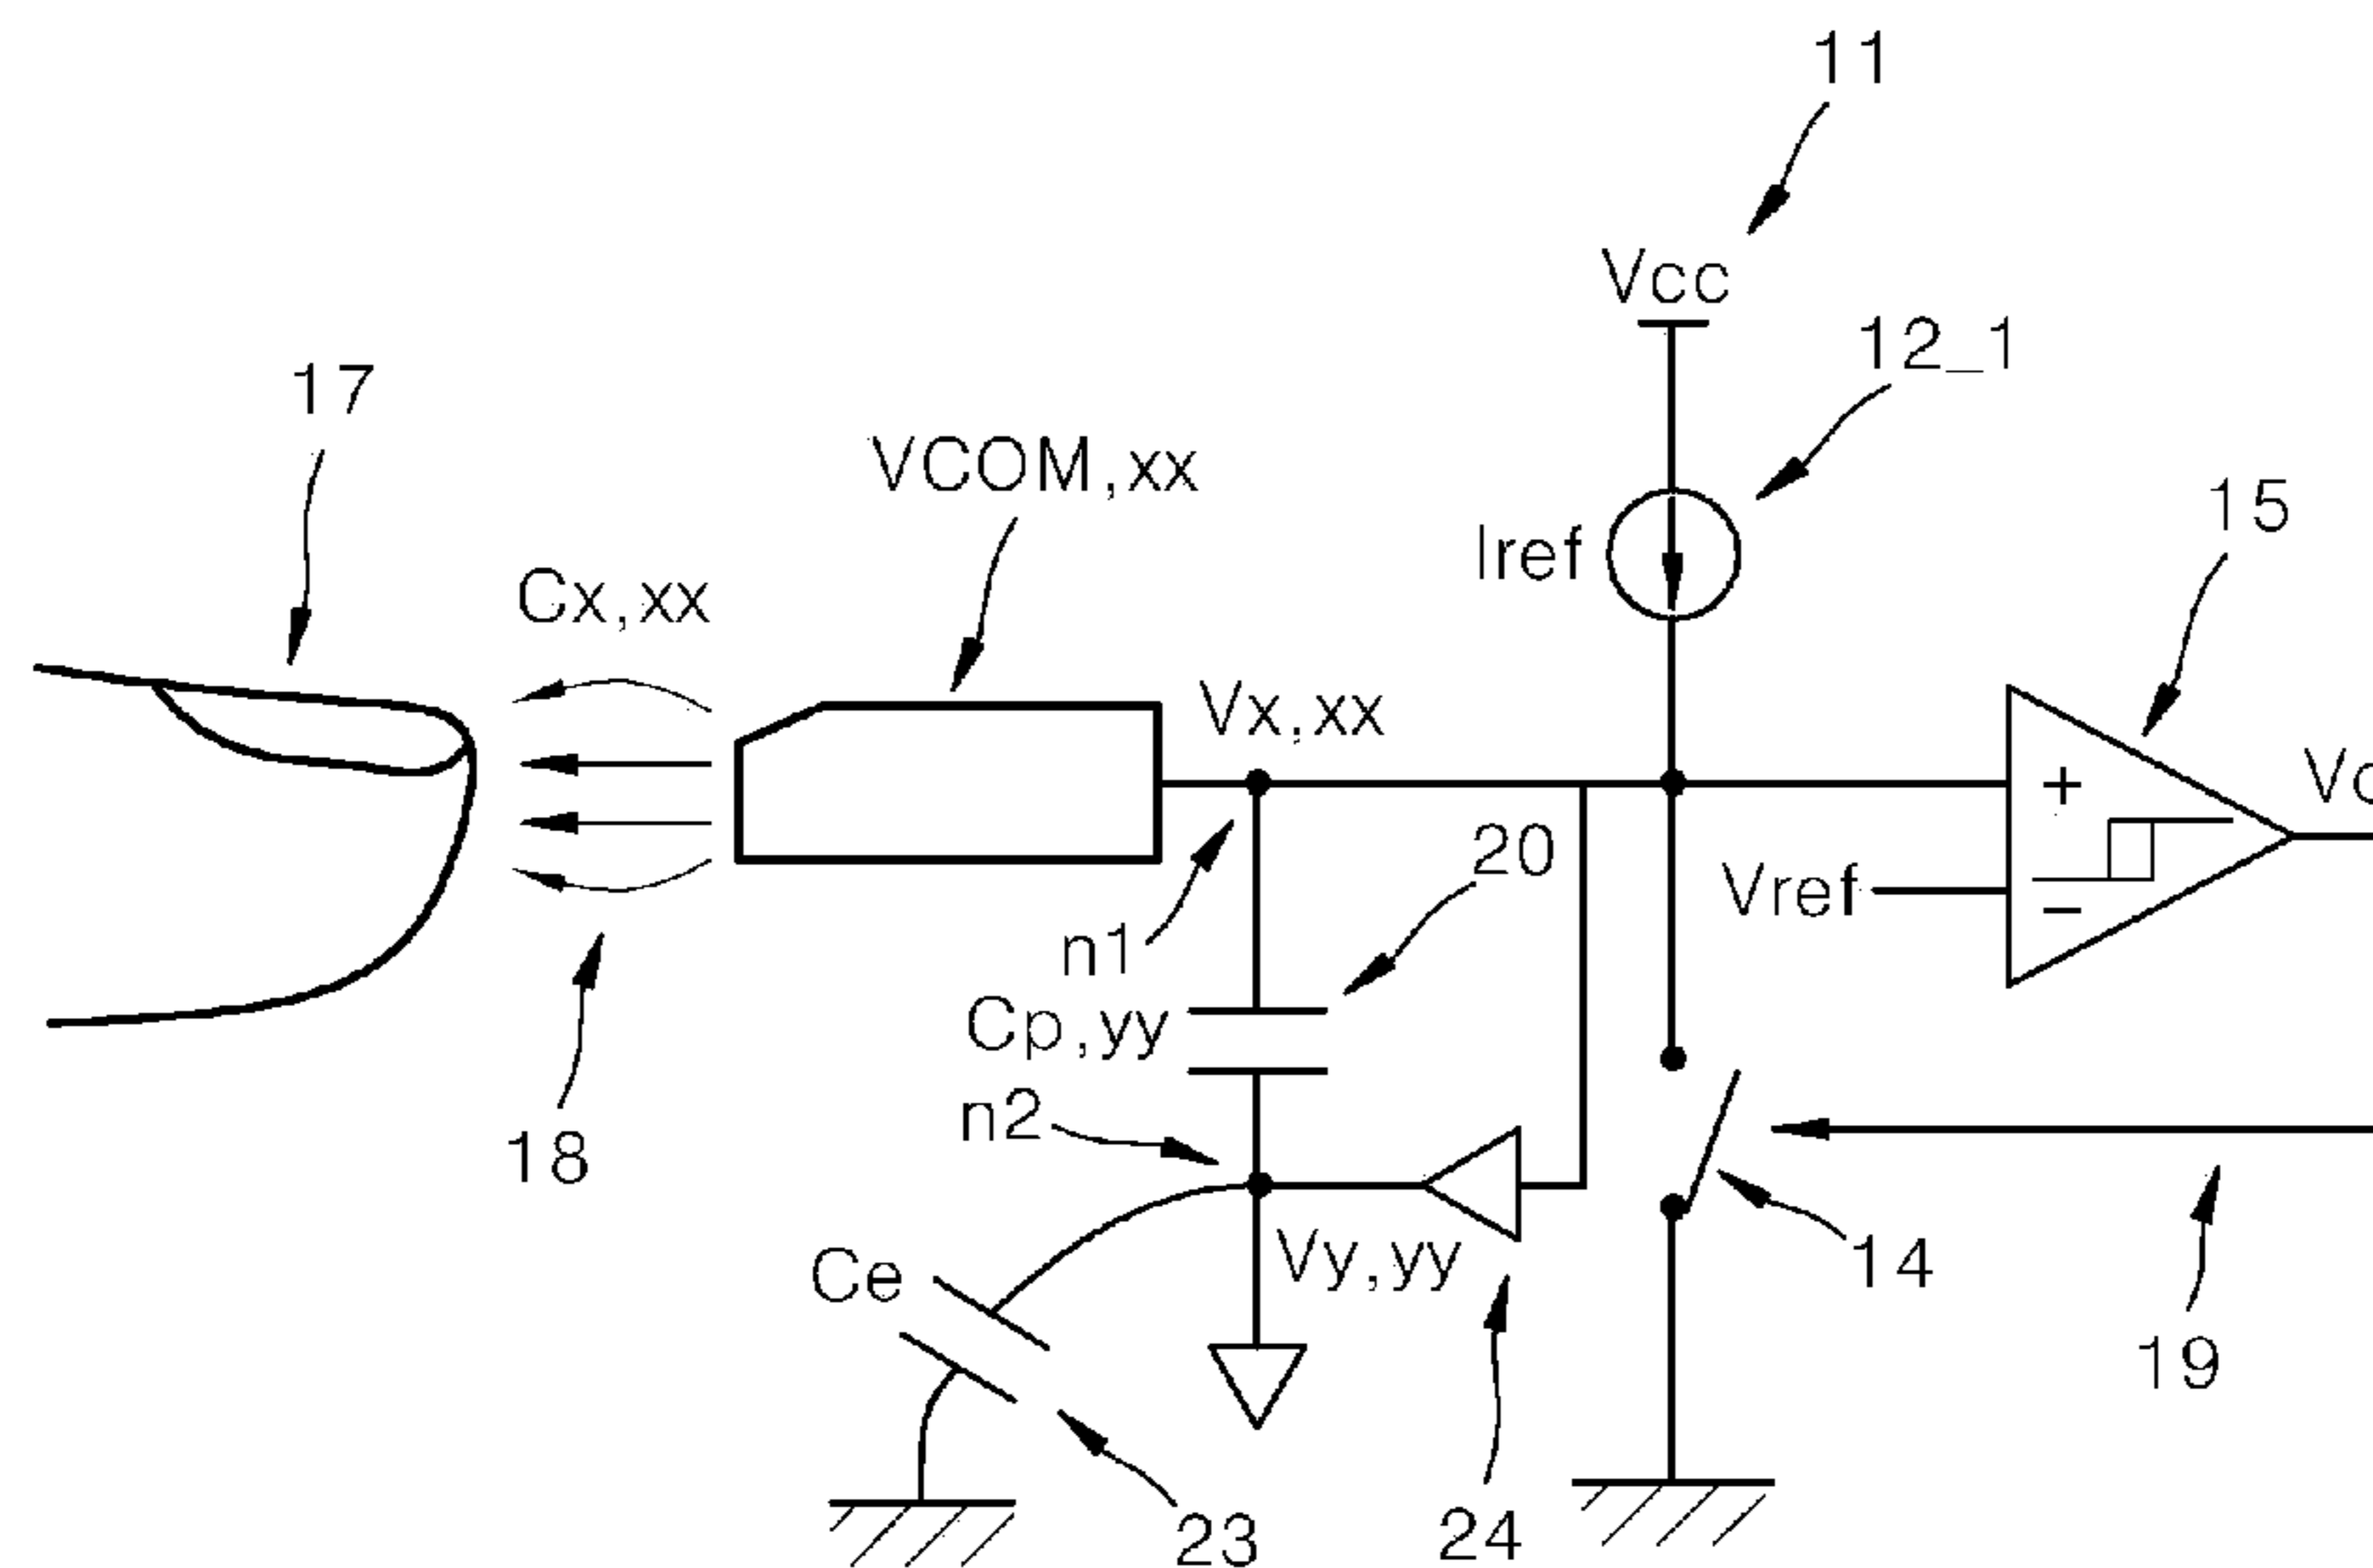 11
Vcc
12_1
17
VCOM,xx
Iref
15
Cx,xx
Vx,xx
+
20
Vref
−
n1
Cp,yy
n2
18
Vy,yy
Ce
14
19
23
24